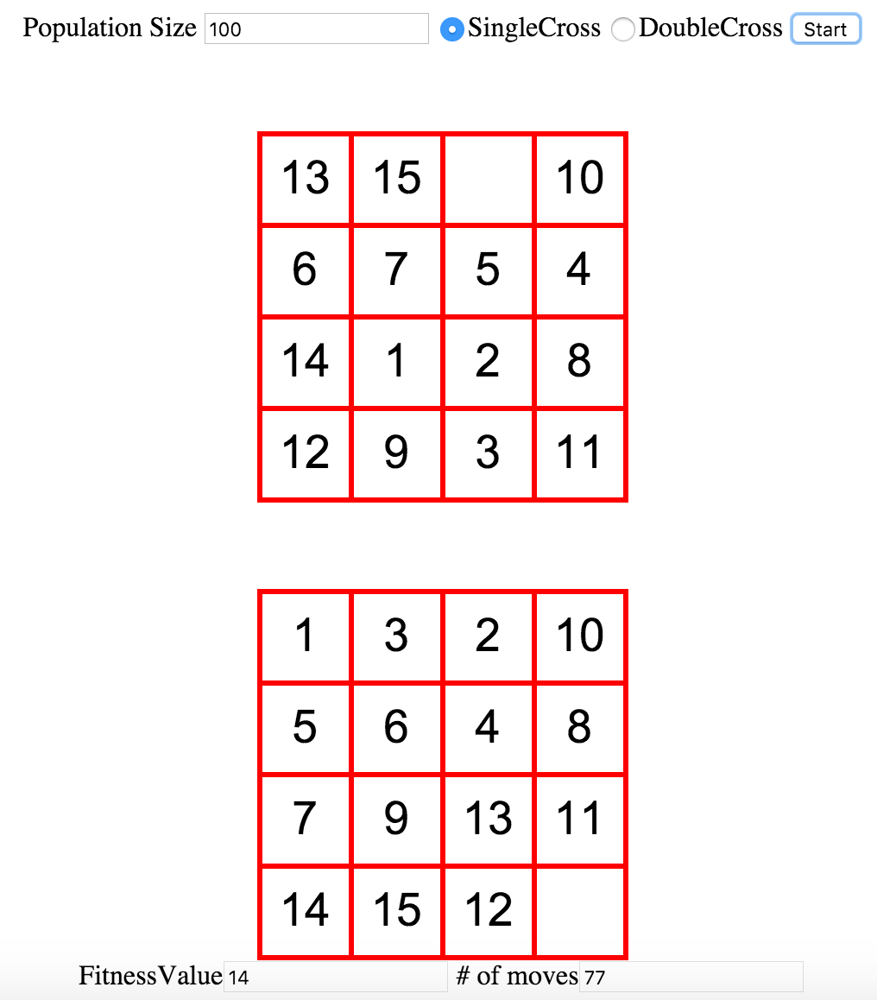 Population Size 100 SingleCross DoubleCross Start
13 15 10
6 7 5 4
14 1 2 8
12 9 3 11
1 3 2 10
5 6 4 8
7 9 13 11
14 15 12
FitnessValue 14 # of moves 77